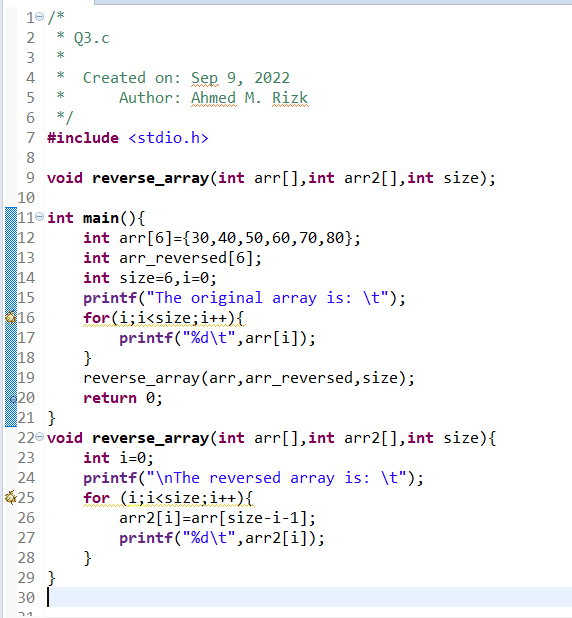 1 /*
2  * Q3.c
3  *
4  *  Created on: Sep 9, 2022
5  *      Author: Ahmed M. Rizk
6  */
7 #include <stdio.h>
8
9 void reverse_array(int arr[],int arr2[],int size);
10
11 int main(){
12     int arr[6]={30,40,50,60,70,80};
13     int arr_reversed[6];
14     int size=6,i=0;
15     printf("The original array is: \t");
16     for(i;i<size;i++){
17         printf("%d\t",arr[i]);
18     }
19     reverse_array(arr,arr_reversed,size);
20     return 0;
21 }
22 void reverse_array(int arr[],int arr2[],int size){
23     int i=0;
24     printf("\nThe reversed array is: \t");
25     for (i;i<size;i++){
26         arr2[i]=arr[size-i-1];
27         printf("%d\t",arr2[i]);
28     }
29 }
30